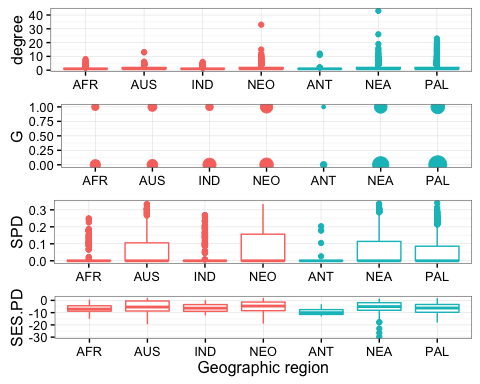 degree
40
30
20
10
0
AFR AUS IND NEO ANT NEA PAL
G
1.00
0.75
0.50
0.25
0.00
AFR AUS IND NEO ANT NEA PAL
SPD
0.3
0.2
0.1
0.0
AFR AUS IND NEO ANT NEA PAL
SES.PD
0
-10
-20
-30
AFR AUS IND NEO ANT NEA PAL
Geographic region